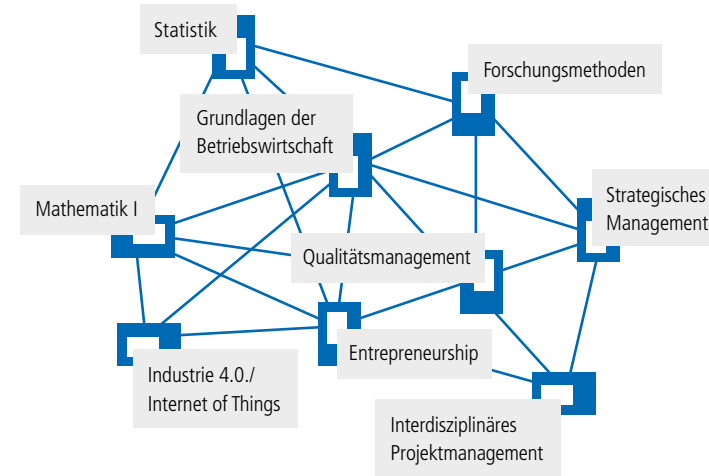 Statistik
Forschungsmethoden
Grundlagen der
Betriebswirtschaft
Mathematik I
Strategisches
Management
Qualitätsmanagement
Entrepreneurship
Industrie 4.0./
Internet of Things
Interdisziplinäres
Projektmanagement